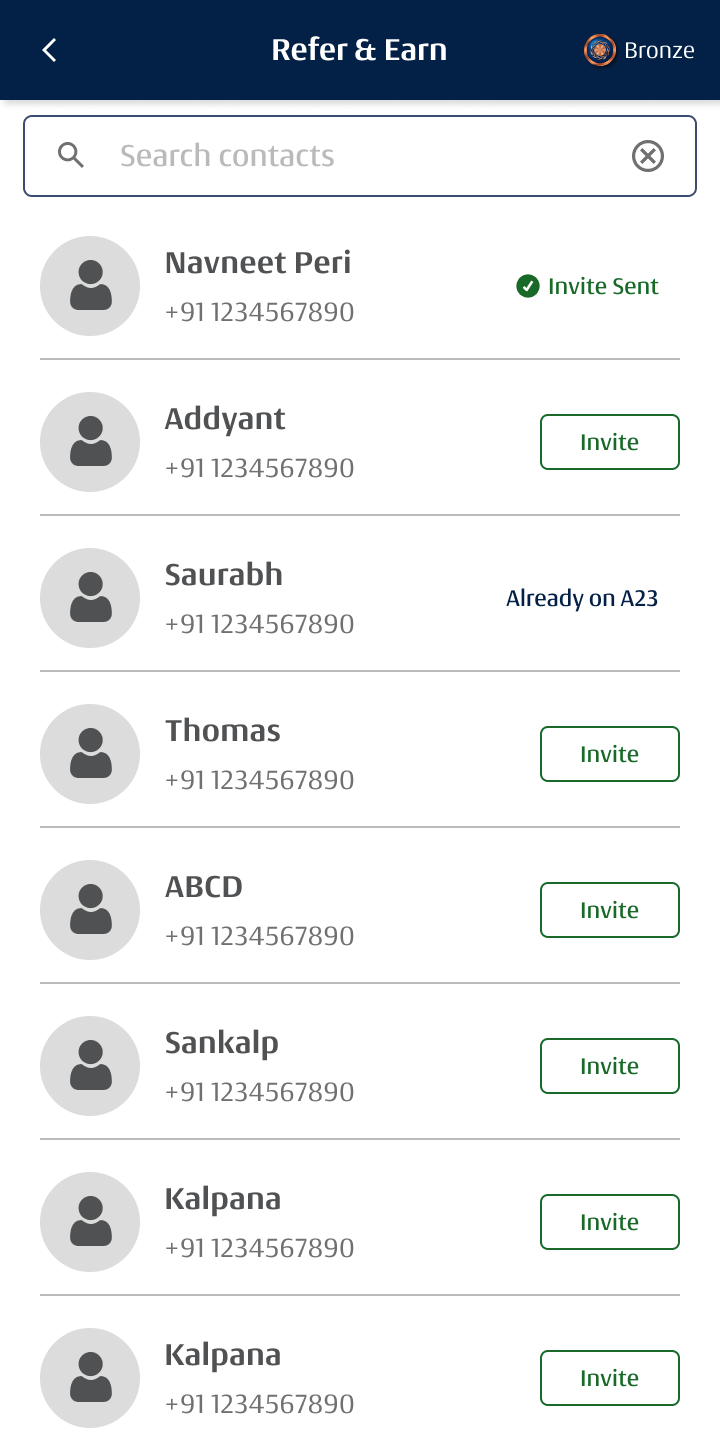 Refer & Earn
Bronze
Search contacts
Navneet Peri
+91 1234567890
Invite Sent
Addyant
+91 1234567890
Invite
Saurabh
+91 1234567890
Already on A23
Thomas
+91 1234567890
Invite
ABCD
+91 1234567890
Invite
Sankalp
+91 1234567890
Invite
Kalpana
+91 1234567890
Invite
Kalpana
+91 1234567890
Invite